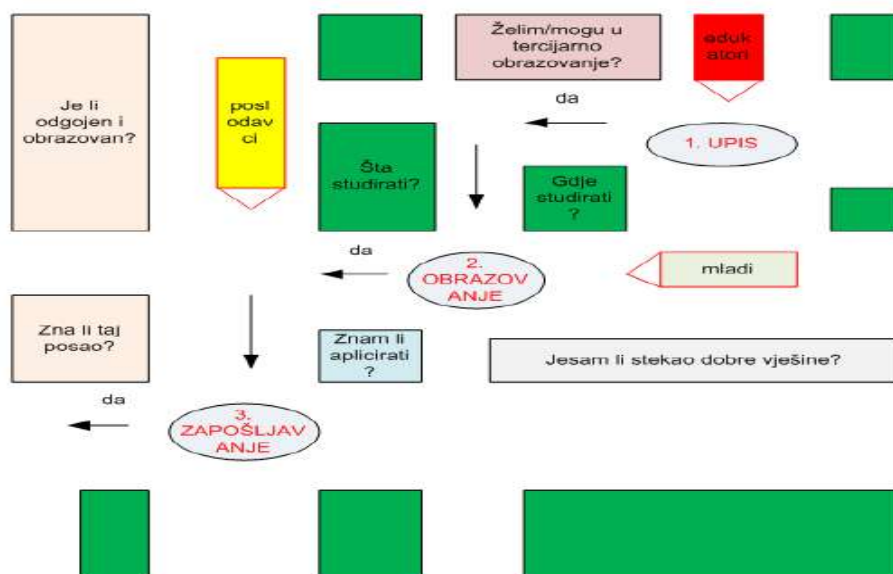 Želim/mogu u
tercijarno
obrazovanje?
eduk
atori
Je li
odgojen i
obrazovan?
posl
odav
ci
da
1. UPIS
Šta
studirati?
Gdje
studirati
?
da
2.
OBRAZOV
ANJE
mladi
Zna li taj
posao?
Znam li
aplicirati
?
Jesam li stekao dobre vješine?
da
3.
ZAPOŠLJAV
ANJE